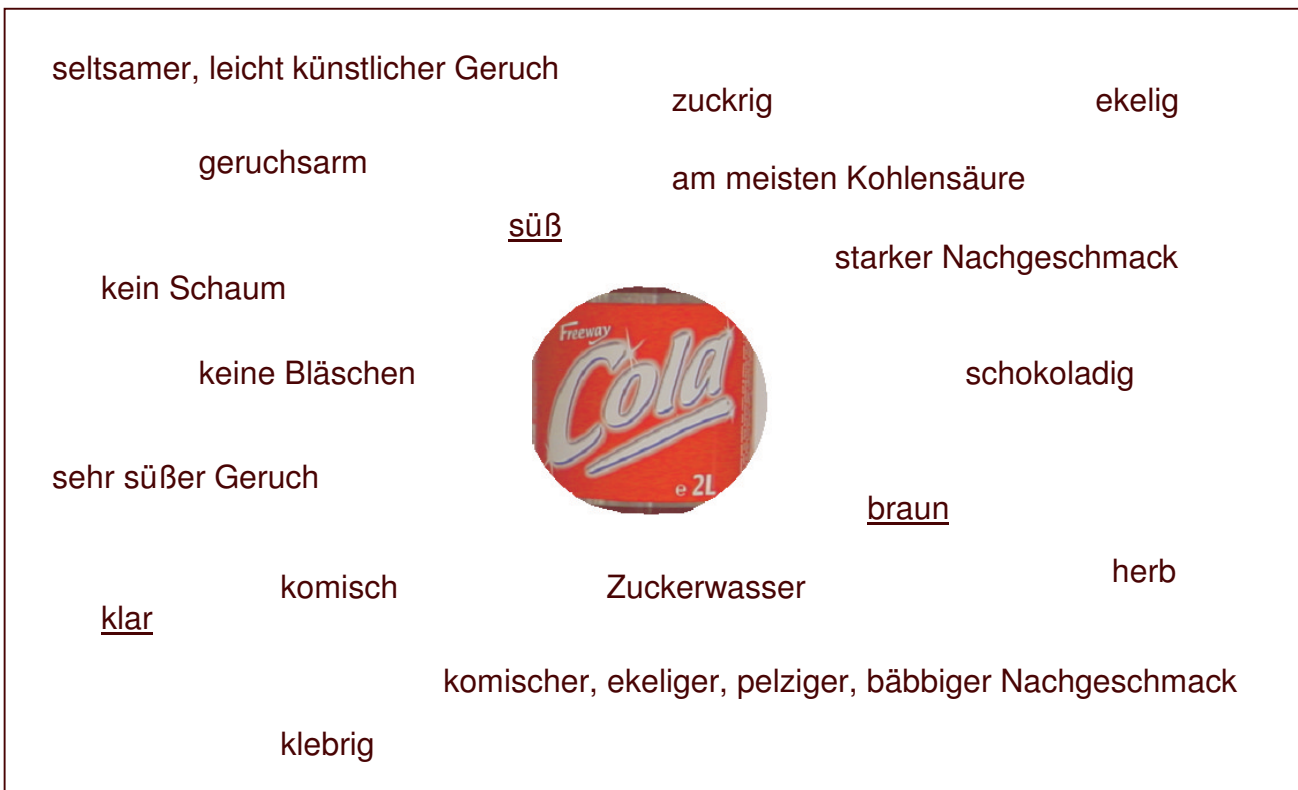 seltsamer, leicht künstlicher Geruch
zuckrig
ekelig
geruchsarm
am meisten Kohlensäure
süß
starker Nachgeschmack
kein Schaum
Freeway
Cola
e 2L
keine Bläschen
schokoladig
sehr süßer Geruch
braun
herb
komisch
Zuckerwasser
klar
komischer, ekeliger, pelziger, bäbbiger Nachgeschmack
klebrig